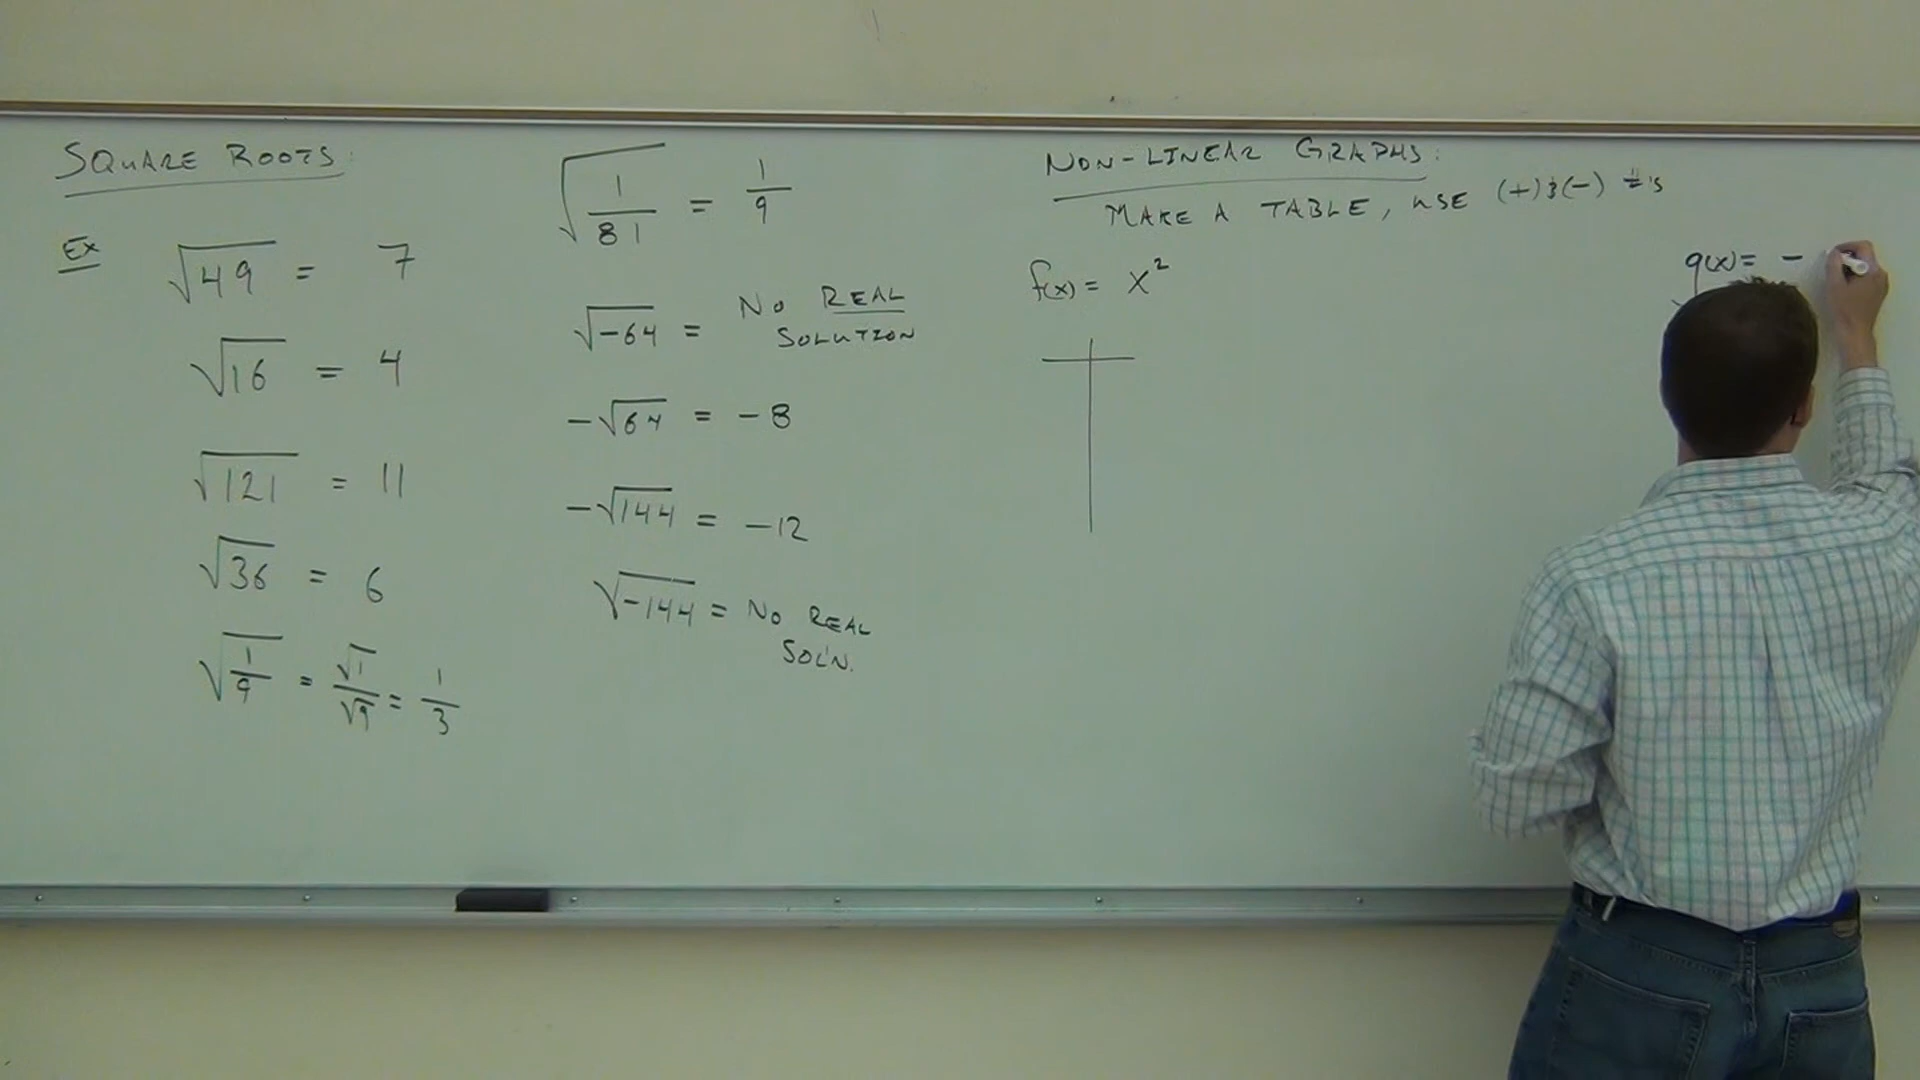 SQUARE ROOTS:
Ex √49 = 7
√16 = 4
√121 = 11
√36 = 6
√(1/9) = √1/√9 = 1/3
√(1/81) = 1/9
√-64 = NO REAL
SOLUTION
-√64 = -8
-√144 = -12
√-144 = NO REAL
SOL'N.
NON-LINEAR GRAPHS:
MAKE A TABLE, USE (+) & (-) #'s
f(x) = x²
g(x) = -